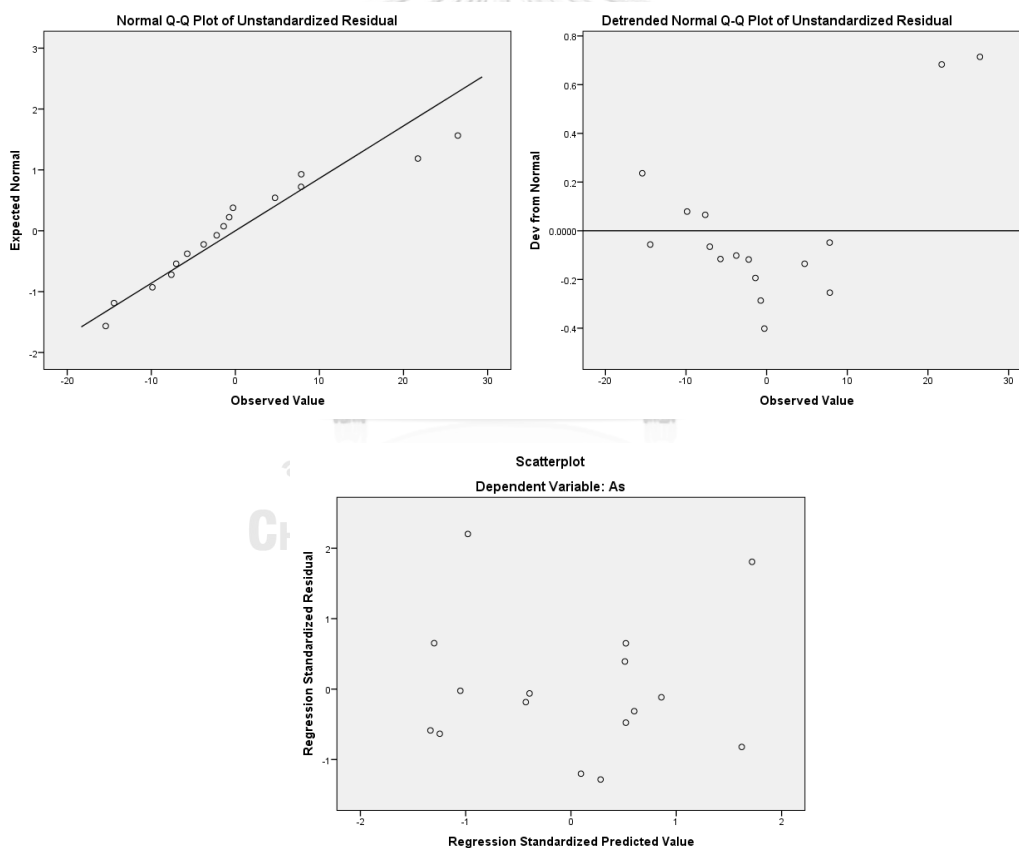 Normal Q-Q Plot of Unstandardized Residual
Expected Normal
3
2
1
0
-1
-2
-20 -10 0 10 20 30
Observed Value
Detrended Normal Q-Q Plot of Unstandardized Residual
Dev from Normal
0.8
0.6
0.4
0.2
0.0000
-0.2
-0.4
-20 -10 0 10 20 30
Observed Value
Scatterplot
Dependent Variable: As
Regression Standardized Residual
2
1
0
-1
-2 -1 0 1 2
Regression Standardized Predicted Value